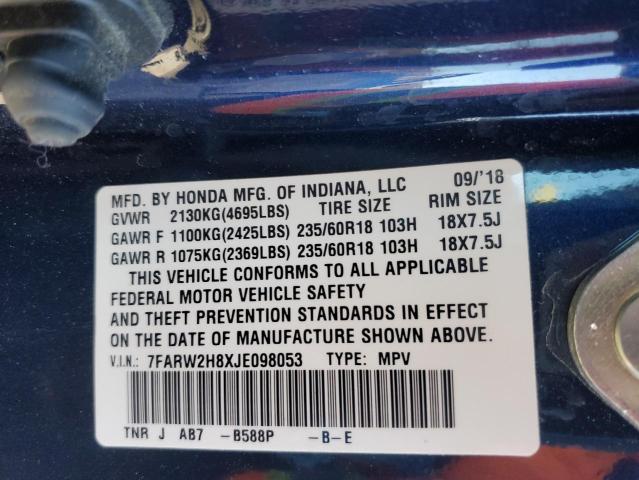 MFD. BY HONDA MFG. OF INDIANA, LLC 09/'18
GVWR 2130KG(4695LBS) TIRE SIZE RIM SIZE
GAWR F 1100KG(2425LBS) 235/60R18 103H 18X7.5J
GAWR R 1075KG(2369LBS) 235/60R18 103H 18X7.5J
THIS VEHICLE CONFORMS TO ALL APPLICABLE
FEDERAL MOTOR VEHICLE SAFETY
AND THEFT PREVENTION STANDARDS IN EFFECT
ON THE DATE OF MANUFACTURE SHOWN ABOVE.
V.I.N.: 7FARW2H8XJE098053 TYPE: MPV
TNR J AB7 -B588P -B-E